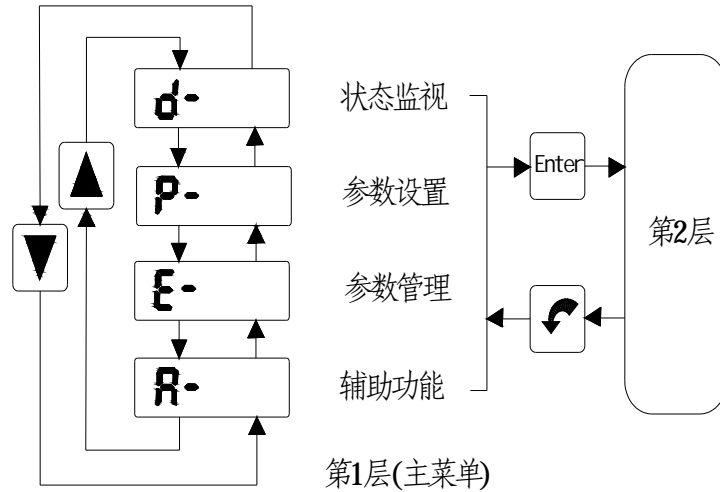 d-
状态监视
Enter
P-
参数设置
第2层
E-
参数管理
A-
辅助功能
第1层(主菜单)